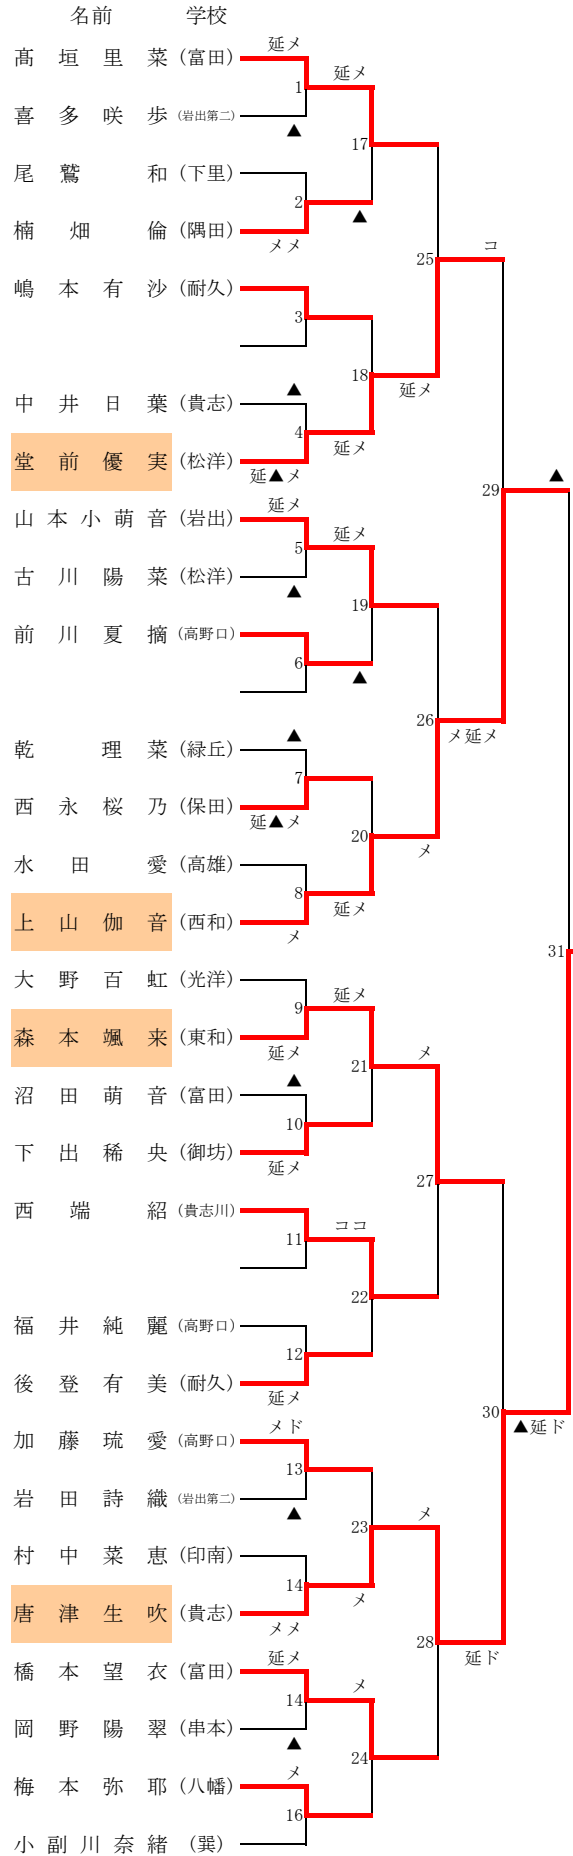 名前 学校
延メ
髙垣里菜 (富田) 延メ
1
喜多咲歩 (岩出第二)
▲ 17
尾鷲和 (下里)
2
▲
楠畑倫 (隅田)
メメ コ
25
嶋本有沙 (耐久)
3
18
▲ 延メ
中井日葉 (貴志)
4
延メ
堂前優実 (松洋)
延▲メ ▲
29
延メ
山本小萌音 (岩出) 延メ
5
古川陽菜 (松洋)
▲ 19
前川夏摘 (高野口)
6
▲
26
▲ メ延メ
乾理菜 (緑丘)
7
西永桜乃 (保田)
延▲メ 20
メ
水田愛 (高雄)
8
延メ
上山伽音 (西和)
メ
31
大野百虹 (光洋)
延メ
9
森本颯来 (東和)
延メ メ
21
▲
沼田萌音 (富田)
10
下出稀央 (御坊)
延メ
27
西端紹 (貴志川)
ココ
11
22
福井純麗 (高野口)
12
後登有美 (耐久)
延メ
30
メド ▲延ド
加藤琉愛 (高野口)
13
岩田詩織 (岩出第二)
▲ メ
23
村中菜恵 (印南)
14
メ
唐津生吹 (貴志)
メメ
28
延メ 延ド
橋本望衣 (富田)
メ
14
岡野陽翠 (串本)
▲
24
メ
梅本弥耶 (八幡)
16
小副川奈緒 (巽)